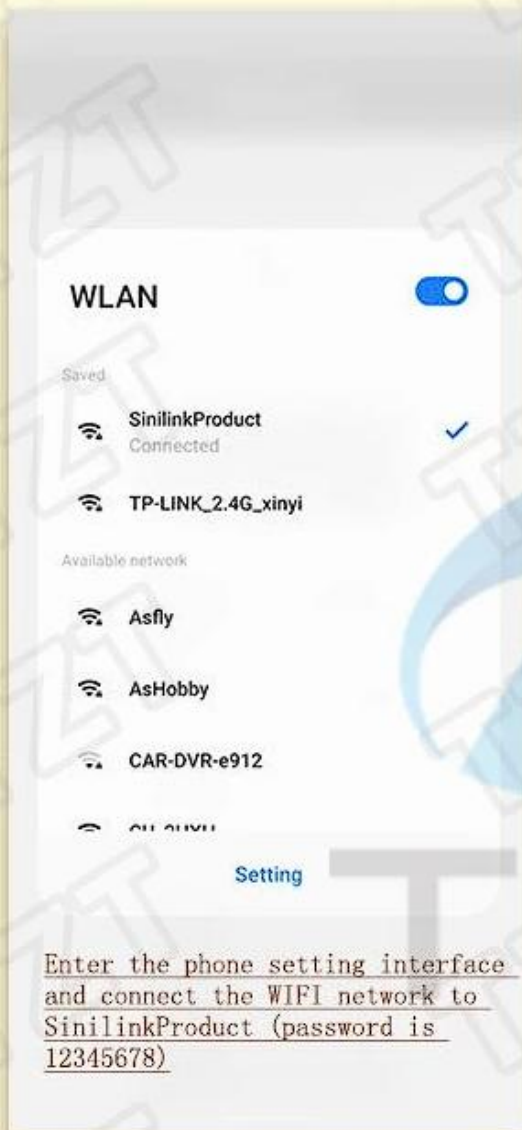 WLAN
Saved
SinilinkProduct
Connected
TP-LINK_2.4G_xinyi
Available network
Asfly
AsHobby
CAR-DVR-e912
Setting
Enter the phone setting interface
and connect the WIFI network to
SinilinkProduct (password is
12345678)